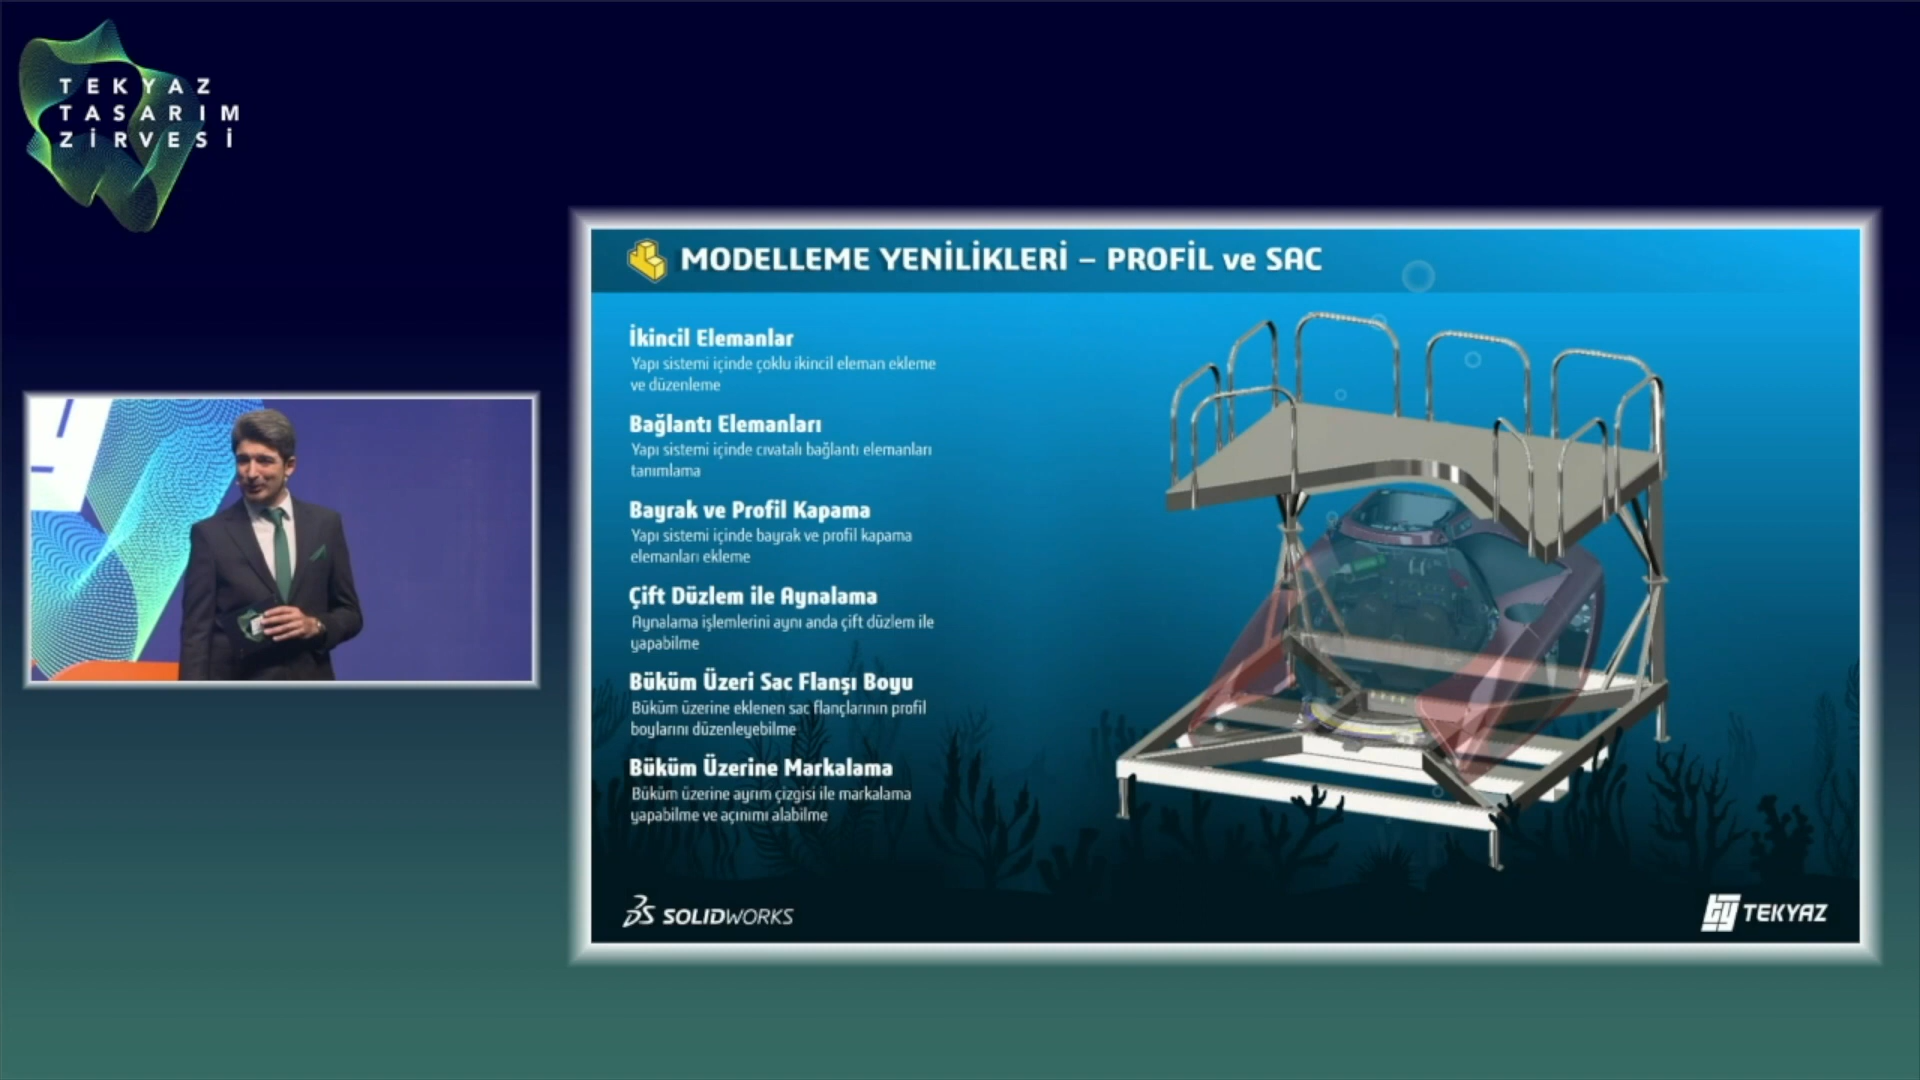 TEKYAZ
TASARIM
ZİRVESİ
MODELLEME YENİLİKLERİ – PROFİL ve SAC
İkincil Elemanlar
Yapı sistemi içinde çoklu ikincil eleman ekleme
ve düzenleme
Bağlantı Elemanları
Yapı sistemi içinde cıvatalı bağlantı elemanları
tanımlama
Bayrak ve Profil Kapama
Yapı sistemi içinde bayrak ve profil kapama
elemanları ekleme
Çift Düzlem ile Aynalama
Aynalama işlemlerini aynı anda çift düzlem ile
yapabilme
Büküm Üzeri Sac Flanşı Boyu
Büküm üzerine eklenen sac flançlarının profil
boylarını düzenleyebilme
Büküm Üzerine Markalama
Büküm üzerine ayrım çizgisi ile markalama
yapabilme ve açınımı alabilme
3DS SOLIDWORKS
ty TEKYAZ